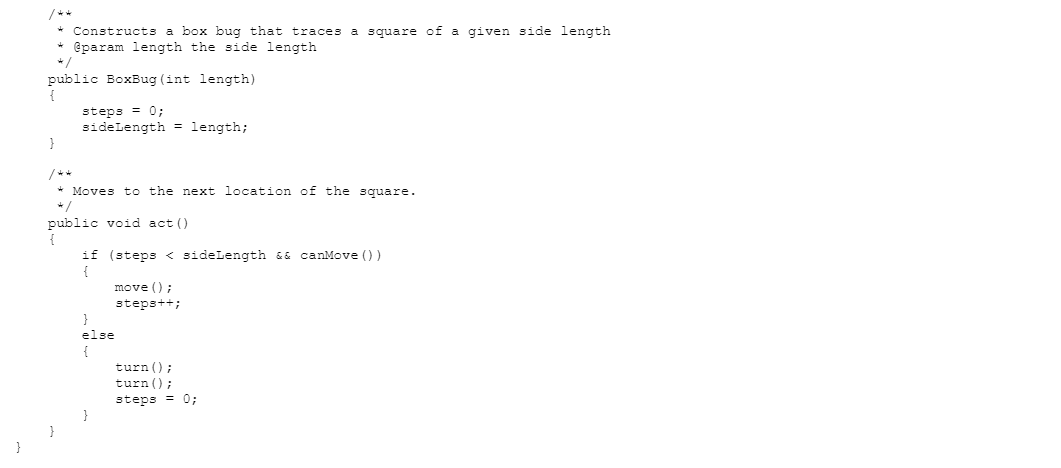 /**
 * Constructs a box bug that traces a square of a given side length
 * @param length the side length
 */
public BoxBug(int length)
{
steps = 0;
sideLength = length;
}
/**
 * Moves to the next location of the square.
 */
public void act()
{
if (steps < sideLength && canMove())
{
move();
steps++;
}
else
{
turn();
turn();
steps = 0;
}
}
}